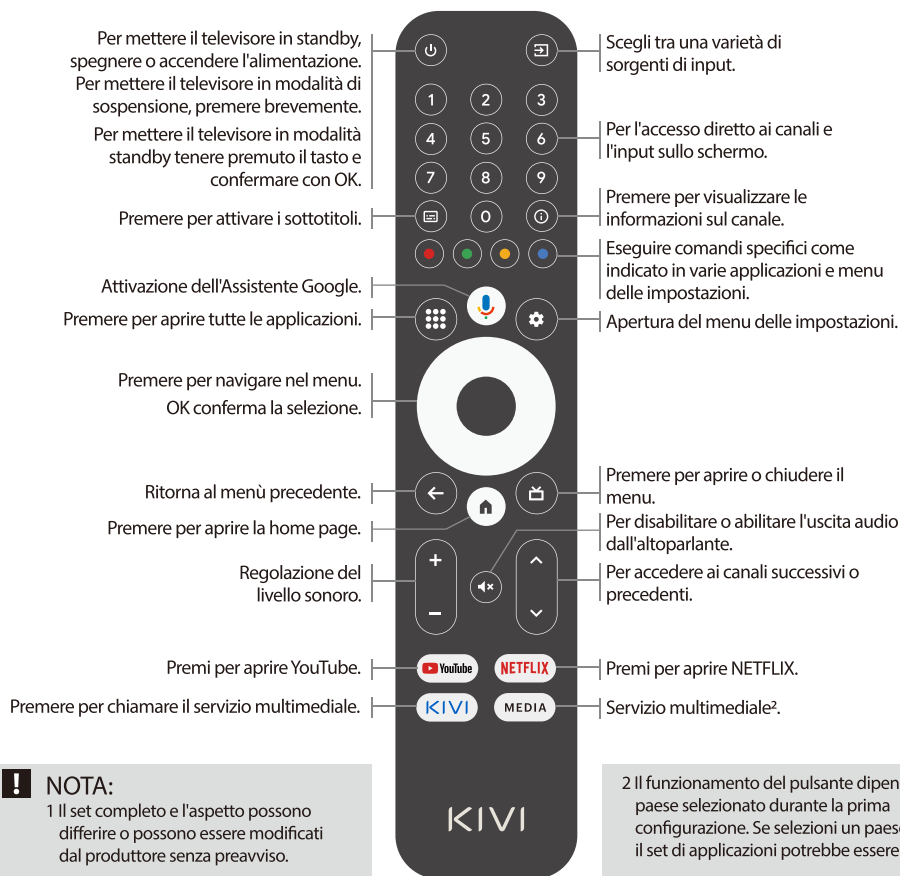 Per mettere il televisore in standby,
spegnere o accendere l'alimentazione.
Per mettere il televisore in modalità di
sospensione, premere brevemente.
Per mettere il televisore in modalità
standby tenere premuto il tasto e
confermare con OK.
Premere per attivare i sottotitoli.
Attivazione dell'Assistente Google.
Premere per aprire tutte le applicazioni.
Premere per navigare nel menu.
OK conferma la selezione.
Ritorna al menù precedente.
Premere per aprire la home page.
Regolazione del
livello sonoro.
Premi per aprire YouTube.
Premere per chiamare il servizio multimediale.
1 2 3
4 5 6
7 8 9
0
YouTube NETFLIX
KIVI MEDIA
KIVI
Scegli tra una varietà di
sorgenti di input.
Per l'accesso diretto ai canali e
l'input sullo schermo.
Premere per visualizzare le
informazioni sul canale.
Eseguire comandi specifici come
indicato in varie applicazioni e menu
delle impostazioni.
Apertura del menu delle impostazioni.
Premere per aprire o chiudere il
menu.
Per disabilitare o abilitare l'uscita audio
dall'altoparlante.
Per accedere ai canali successivi o
precedenti.
Premi per aprire NETFLIX.
Servizio multimediale².
! NOTA:
1 Il set completo e l'aspetto possono
differire o possono essere modificati
dal produttore senza preavviso.
2 Il funzionamento del pulsante dipen
paese selezionato durante la prima
configurazione. Se selezioni un paes
il set di applicazioni potrebbe essere